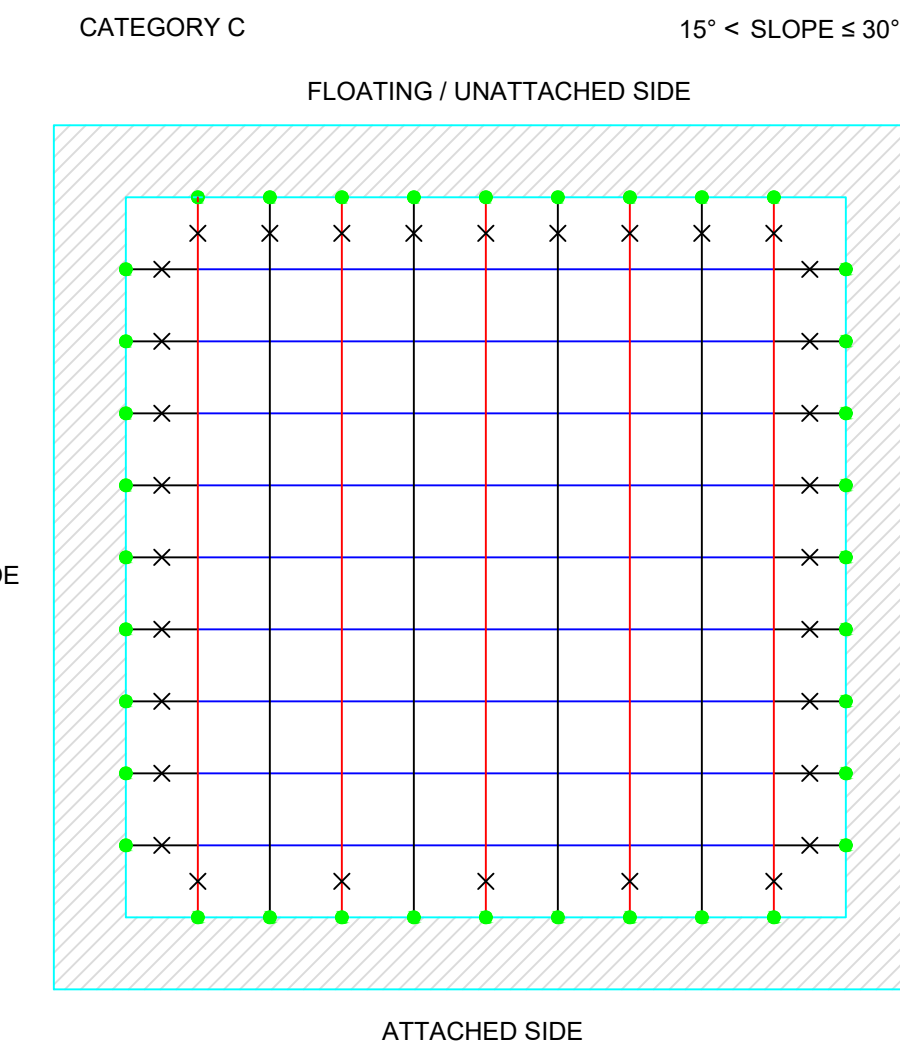 CATEGORY C
15° < SLOPE ≤ 30°
FLOATING / UNATTACHED SIDE
ATTACHED SIDE